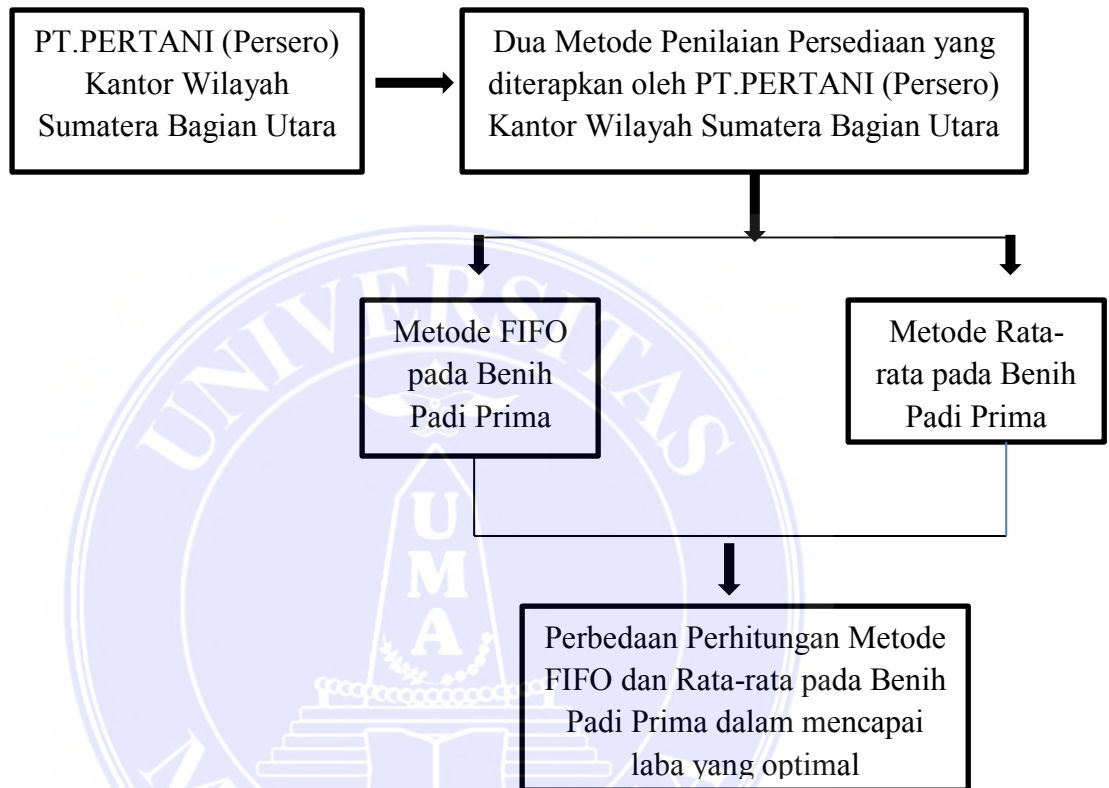 PT.PERTANI (Persero)
Kantor Wilayah
Sumatera Bagian Utara
Dua Metode Penilaian Persediaan yang
diterapkan oleh PT.PERTANI (Persero)
Kantor Wilayah Sumatera Bagian Utara
Metode FIFO
pada Benih
Padi Prima
Metode Rata-
rata pada Benih
Padi Prima
Perbedaan Perhitungan Metode
FIFO dan Rata-rata pada Benih
Padi Prima dalam mencapai
laba yang optimal
UNIVERSITAS
UMA